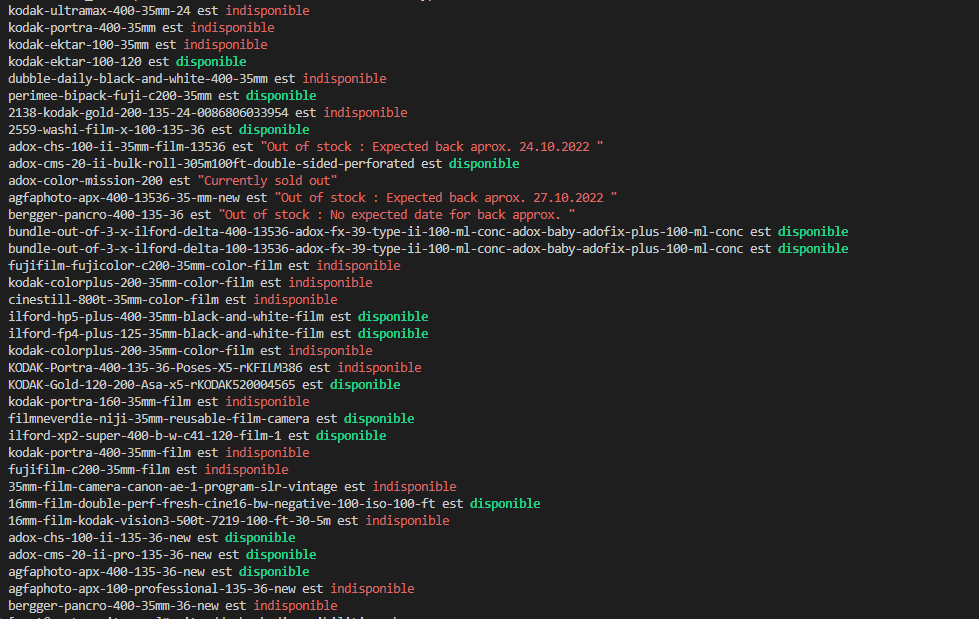 kodak-ultramax-400-35mm-24 est indisponible
kodak-portra-400-35mm est indisponible
kodak-ektar-100-35mm est indisponible
kodak-ektar-100-120 est disponible
dubble-daily-black-and-white-400-35mm est indisponible
perimee-bipack-fuji-c200-35mm est disponible
2138-kodak-gold-200-135-24-0086806033954 est indisponible
2559-washi-film-x-100-135-36 est disponible
adox-chs-100-ii-35mm-film-13536 est "Out of stock : Expected back aprox. 24.10.2022 "
adox-cms-20-ii-bulk-roll-305m100ft-double-sided-perforated est disponible
adox-color-mission-200 est "Currently sold out"
agfaphoto-apx-400-13536-35-mm-new est "Out of stock : Expected back aprox. 27.10.2022 "
bergger-pancro-400-135-36 est "Out of stock : No expected date for back approx. "
bundle-out-of-3-x-ilford-delta-400-13536-adox-fx-39-type-ii-100-ml-conc-adox-baby-adofix-plus-100-ml-conc est disponible
bundle-out-of-3-x-ilford-delta-100-13536-adox-fx-39-type-ii-100-ml-conc-adox-baby-adofix-plus-100-ml-conc est disponible
fujifilm-fujicolor-c200-35mm-color-film est indisponible
kodak-colorplus-200-35mm-color-film est indisponible
cinestill-800t-35mm-color-film est indisponible
ilford-hp5-plus-400-35mm-black-and-white-film est disponible
ilford-fp4-plus-125-35mm-black-and-white-film est disponible
kodak-colorplus-200-35mm-color-film est indisponible
KODAK-Portra-400-135-36-Poses-X5-rKFILM386 est indisponible
KODAK-Gold-120-200-Asa-x5-rKODAK520004565 est disponible
kodak-portra-160-35mm-film est indisponible
filmneverdie-niji-35mm-reusable-film-camera est disponible
ilford-xp2-super-400-b-w-c41-120-film-1 est disponible
kodak-portra-400-35mm-film est indisponible
fujifilm-c200-35mm-film est indisponible
35mm-film-camera-canon-ae-1-program-slr-vintage est indisponible
16mm-film-double-perf-fresh-cine16-bw-negative-100-iso-100-ft est disponible
16mm-film-kodak-vision3-500t-7219-100-ft-30-5m est indisponible
adox-chs-100-ii-135-36-new est disponible
adox-cms-20-ii-pro-135-36-new est disponible
agfaphoto-apx-400-135-36-new est disponible
agfaphoto-apx-100-professional-135-36-new est indisponible
bergger-pancro-400-35mm-36-new est indisponible